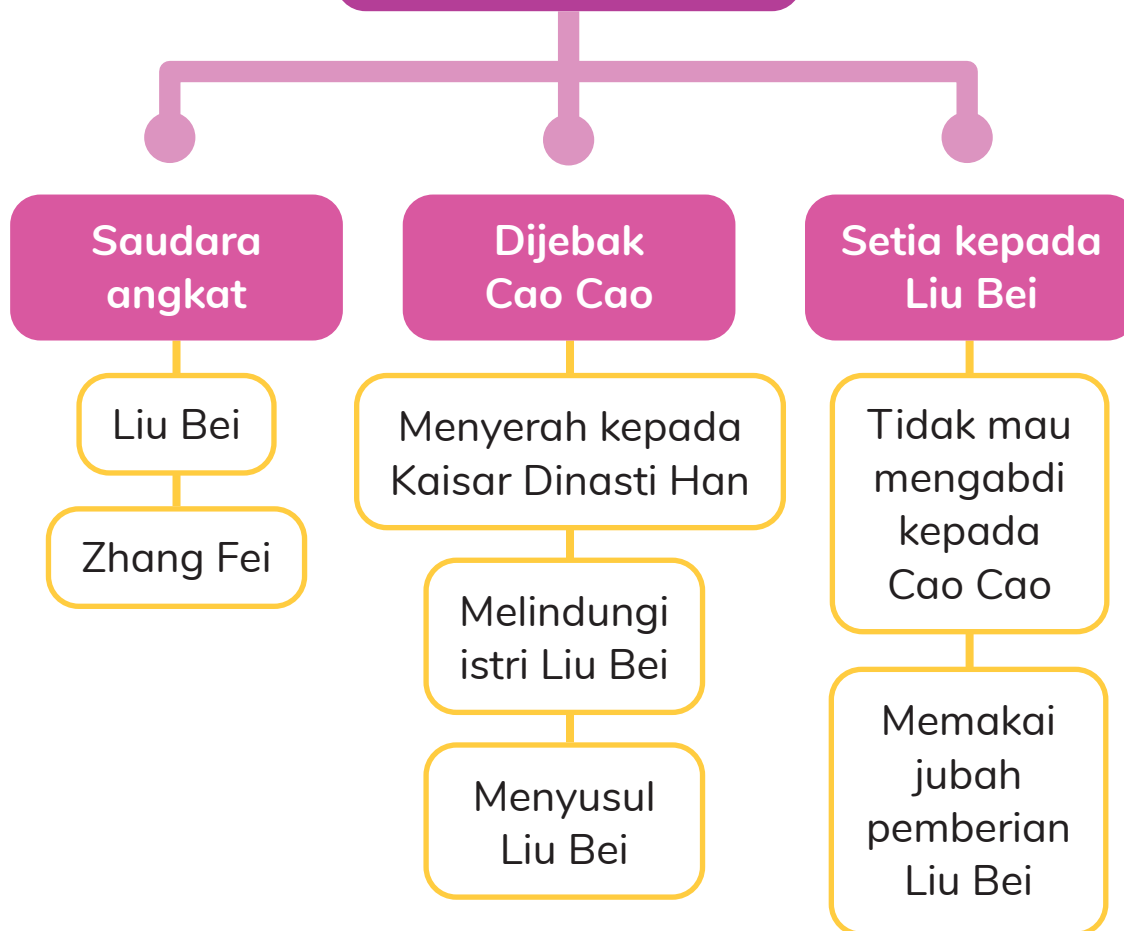 Saudara
angkat
Liu Bei
Zhang Fei
Dijebak
Cao Cao
Menyerah kepada
Kaisar Dinasti Han
Melindungi
istri Liu Bei
Menyusul
Liu Bei
Setia kepada
Liu Bei
Tidak mau
mengabdi
kepada
Cao Cao
Memakai
jubah
pemberian
Liu Bei